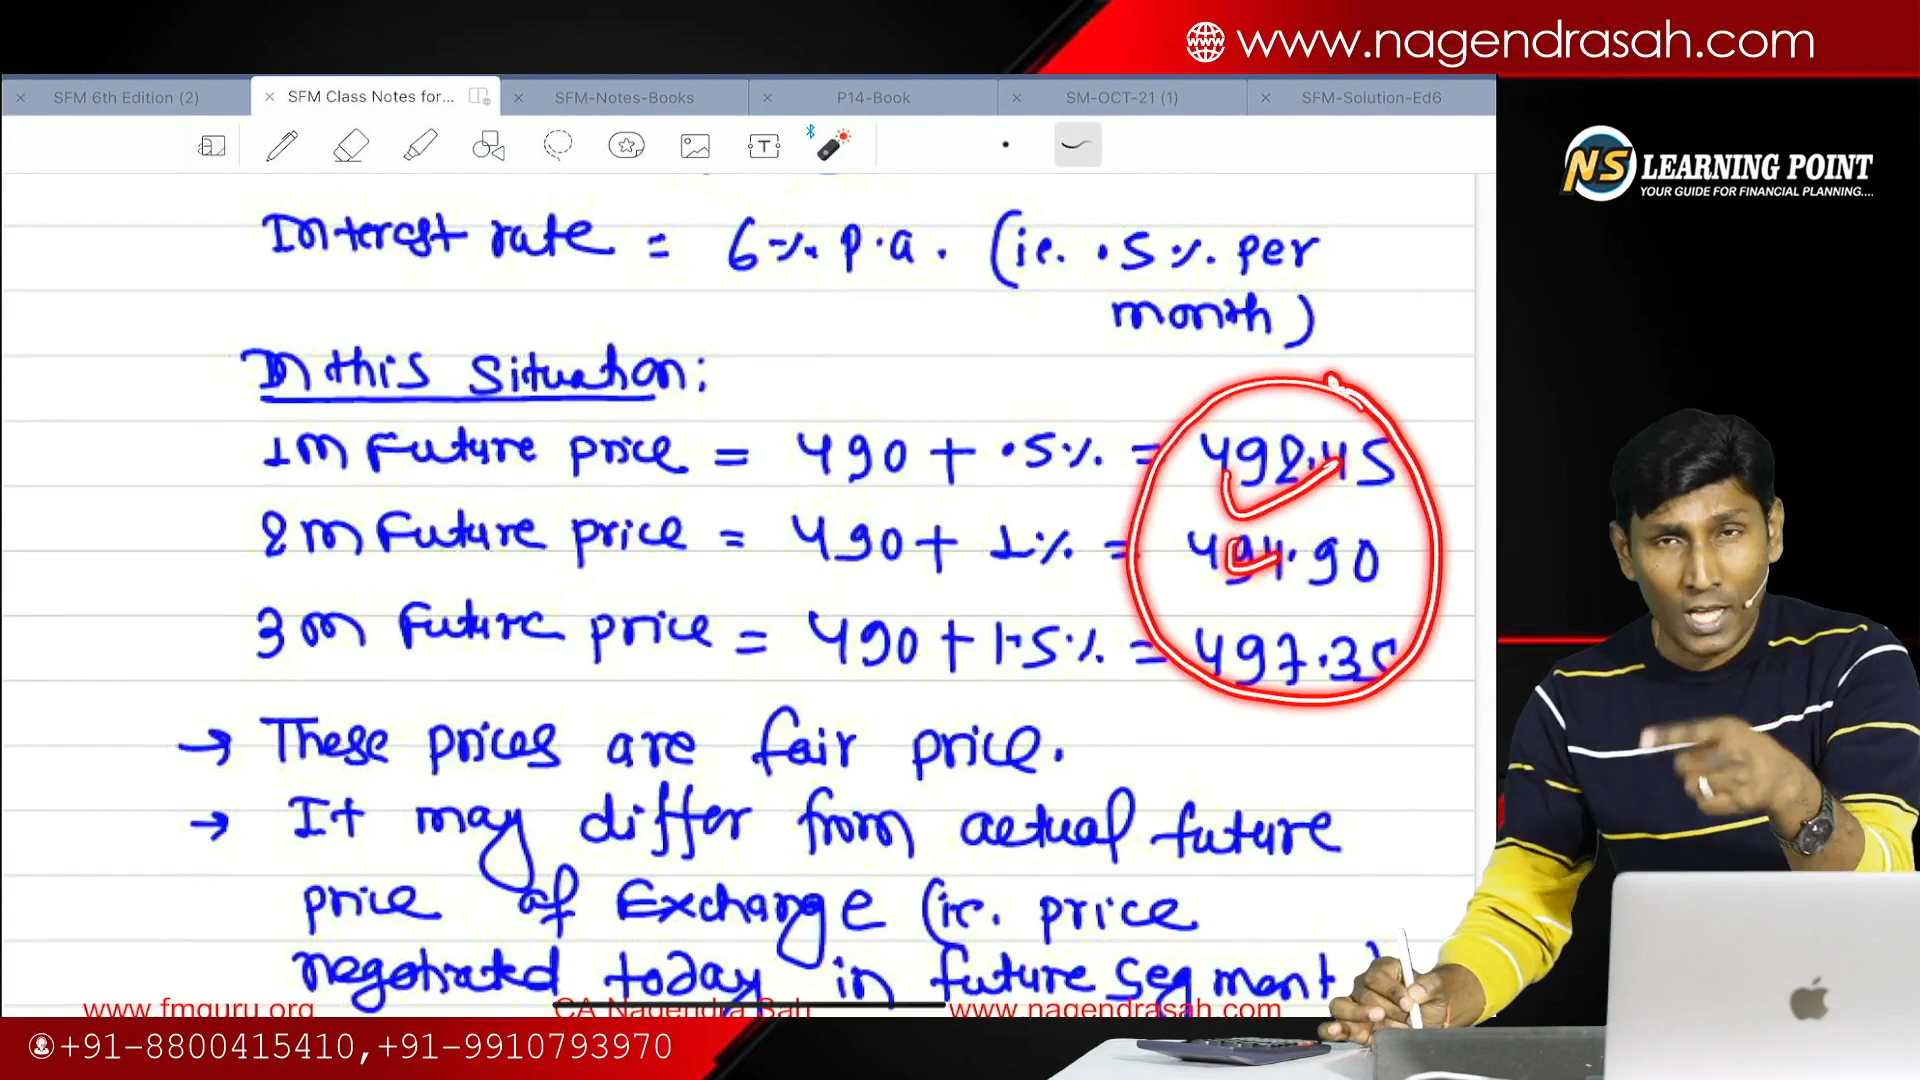 www.nagendrasah.com
SFM 6th Edition (2)
SFM Class Notes for...
SFM-Notes-Books
P14-Book
SM-OCT-21 (1)
SFM-Solution-Ed6
NS LEARNING POINT
YOUR GUIDE FOR FINANCIAL PLANNING....
Interest rate = 6% p.a. (ie. .5% per
month)
In this Situation:
1M Future price = 490 + .5% = 492.45
2M Future price = 490 + 1% = 494.90
3M Future price = 490 + 1.5% = 497.35
→ These prices are fair price.
→ It may differ from actual future
price of Exchange (ie. price
negotiated today in future segment)
www.fmguru.org
CA Nagendra Sah
www.nagendrasah.com
+91-8800415410,+91-9910793970